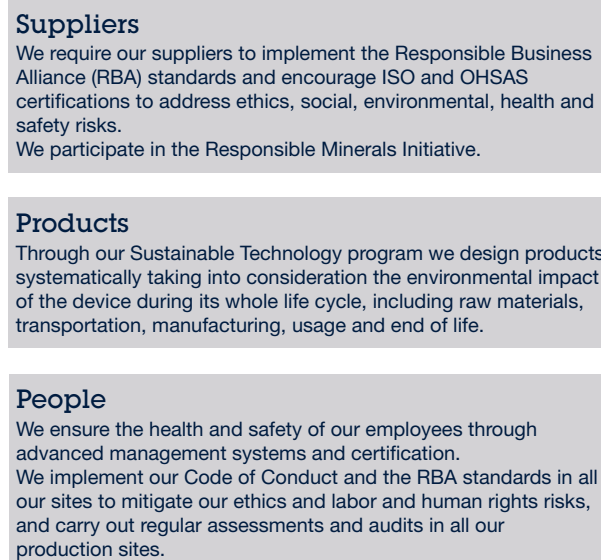 Suppliers
We require our suppliers to implement the Responsible Business
Alliance (RBA) standards and encourage ISO and OHSAS
certifications to address ethics, social, environmental, health and
safety risks.
We participate in the Responsible Minerals Initiative.
Products
Through our Sustainable Technology program we design products
systematically taking into consideration the environmental impact
of the device during its whole life cycle, including raw materials,
transportation, manufacturing, usage and end of life.
People
We ensure the health and safety of our employees through
advanced management systems and certification.
We implement our Code of Conduct and the RBA standards in all
our sites to mitigate our ethics and labor and human rights risks,
and carry out regular assessments and audits in all our
production sites.